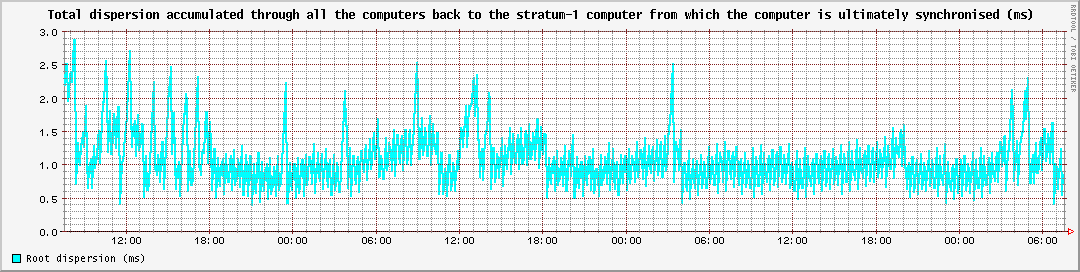 Total dispersion accumulated through all the computers back to the stratum-1 computer from which the computer is ultimately synchronised (ms)
RRDTOOL / TOBI OETIKER
3.0
2.5
2.0
1.5
1.0
0.5
0.0
12:00 18:00 00:00 06:00 12:00 18:00 00:00 06:00 12:00 18:00 00:00 06:00
Root dispersion (ms)